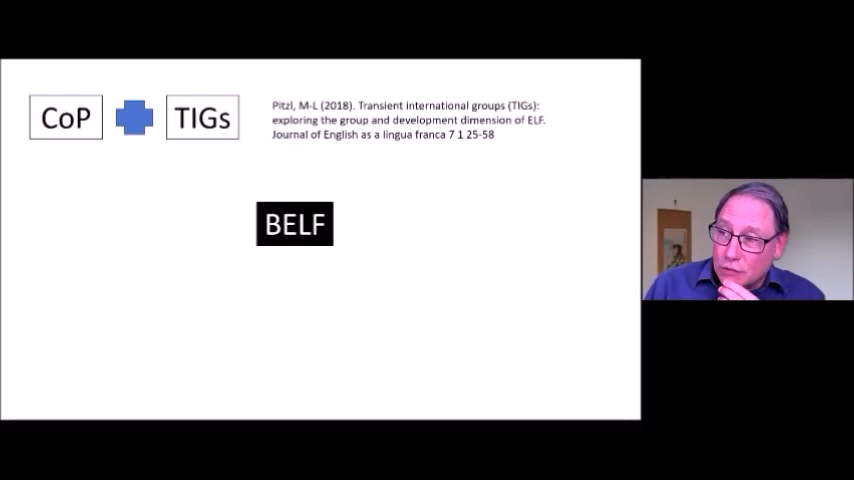 CoP
TIGs
Pitzl, M-L (2018). Transient international groups (TIGs):
exploring the group and development dimension of ELF.
Journal of English as a lingua franca 7 1 25-58
BELF